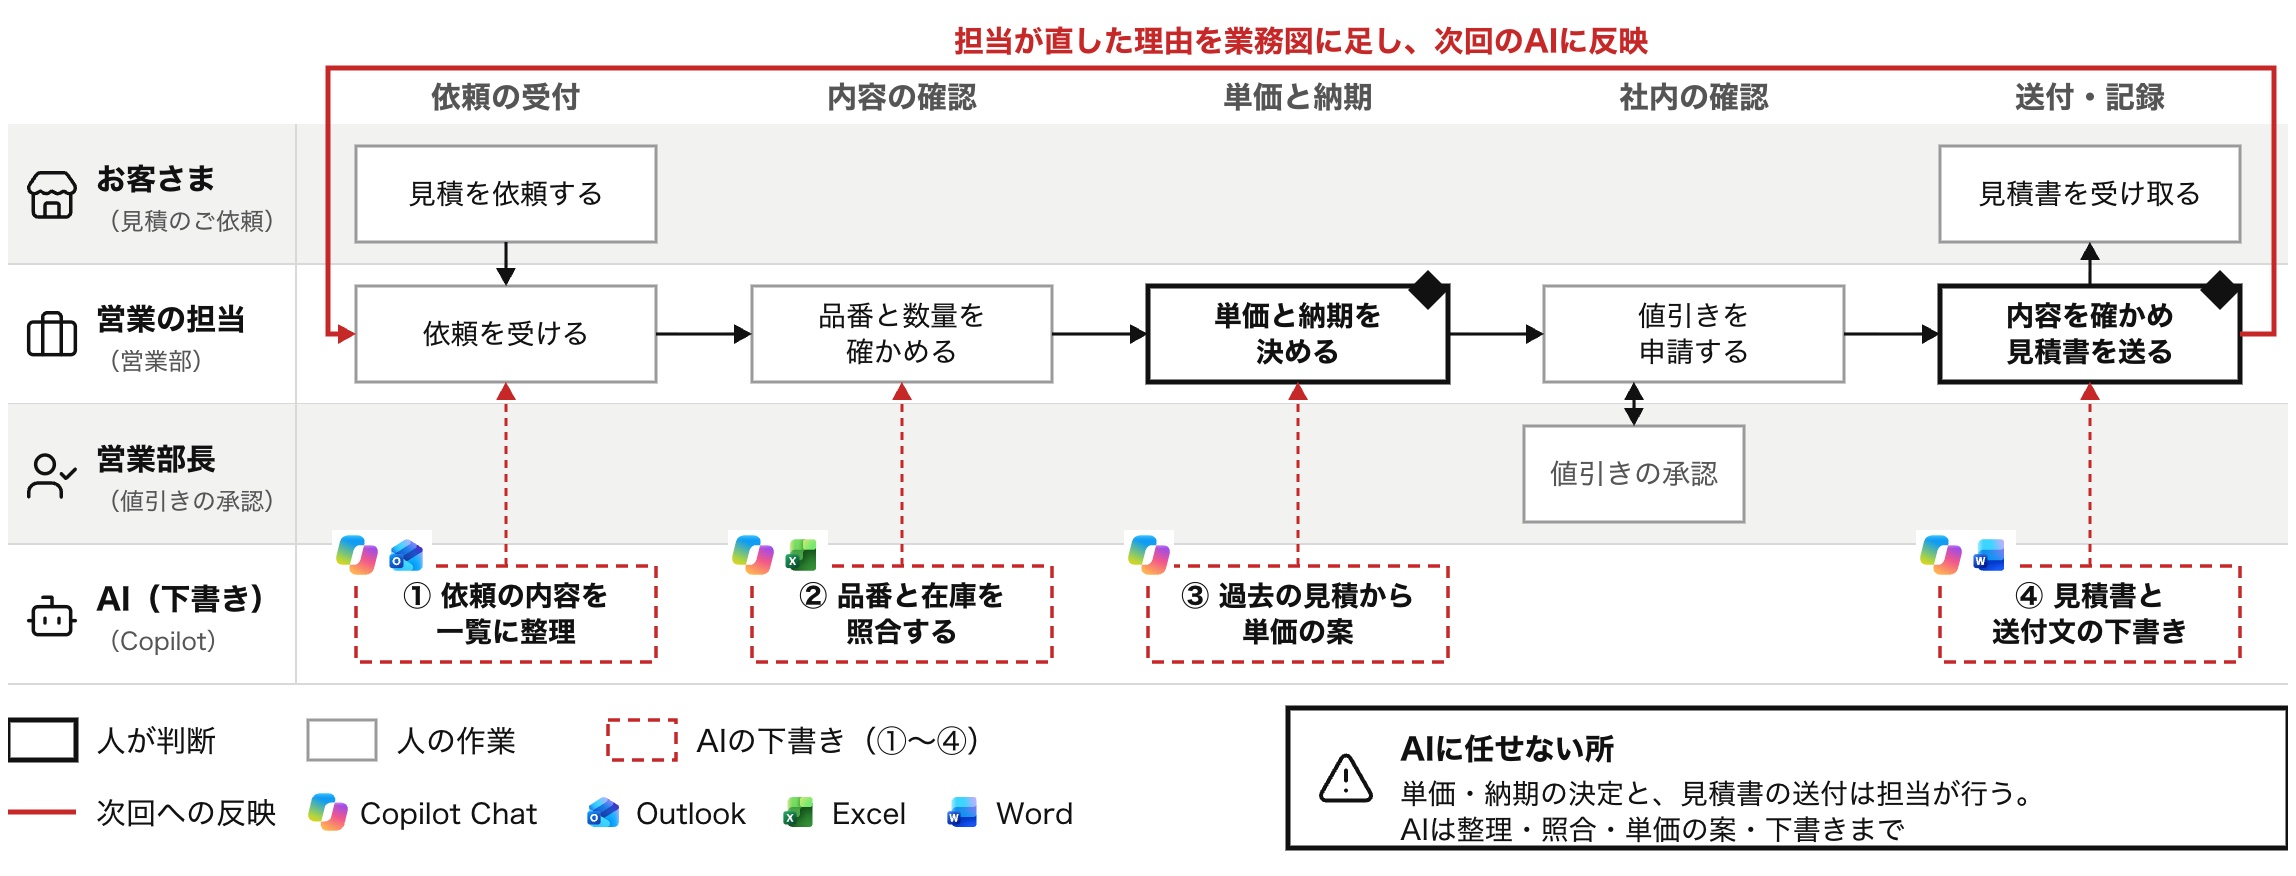 担当が直した理由を業務図に足し、次回のAIに反映
依頼の受付
内容の確認
単価と納期
社内の確認
送付・記録
お客さま
（見積のご依頼）
見積を依頼する
見積書を受け取る
営業の担当
（営業部）
依頼を受ける
品番と数量を
確かめる
単価と納期を
決める
値引きを
申請する
内容を確かめ
見積書を送る
営業部長
（値引きの承認）
値引きの承認
AI（下書き）
（Copilot）
① 依頼の内容を
一覧に整理
② 品番と在庫を
照合する
③ 過去の見積から
単価の案
④ 見積書と
送付文の下書き
人が判断
人の作業
AIの下書き（①～④）
次回への反映
Copilot Chat
Outlook
Excel
Word
AIに任せない所
単価・納期の決定と、見積書の送付は担当が行う。
AIは整理・照合・単価の案・下書きまで